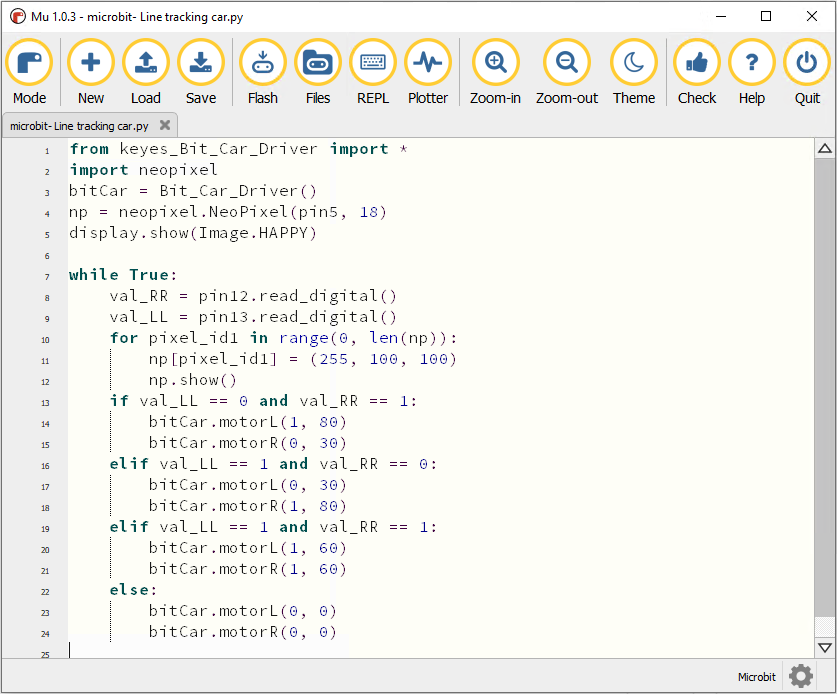 Mu 1.0.3 - microbit- Line tracking car.py
Mode New Load Save Flash Files REPL Plotter Zoom-in Zoom-out Theme Check Help Quit
microbit- Line tracking car.py
1 from keyes_Bit_Car_Driver import *
2 import neopixel
3 bitCar = Bit_Car_Driver()
4 np = neopixel.NeoPixel(pin5, 18)
5 display.show(Image.HAPPY)
6
7 while True:
8     val_RR = pin12.read_digital()
9     val_LL = pin13.read_digital()
10     for pixel_id1 in range(0, len(np)):
11         np[pixel_id1] = (255, 100, 100)
12         np.show()
13     if val_LL == 0 and val_RR == 1:
14         bitCar.motorL(1, 80)
15         bitCar.motorR(0, 30)
16     elif val_LL == 1 and val_RR == 0:
17         bitCar.motorL(0, 30)
18         bitCar.motorR(1, 80)
19     elif val_LL == 1 and val_RR == 1:
20         bitCar.motorL(1, 60)
21         bitCar.motorR(1, 60)
22     else:
23         bitCar.motorL(0, 0)
24         bitCar.motorR(0, 0)
25
Microbit